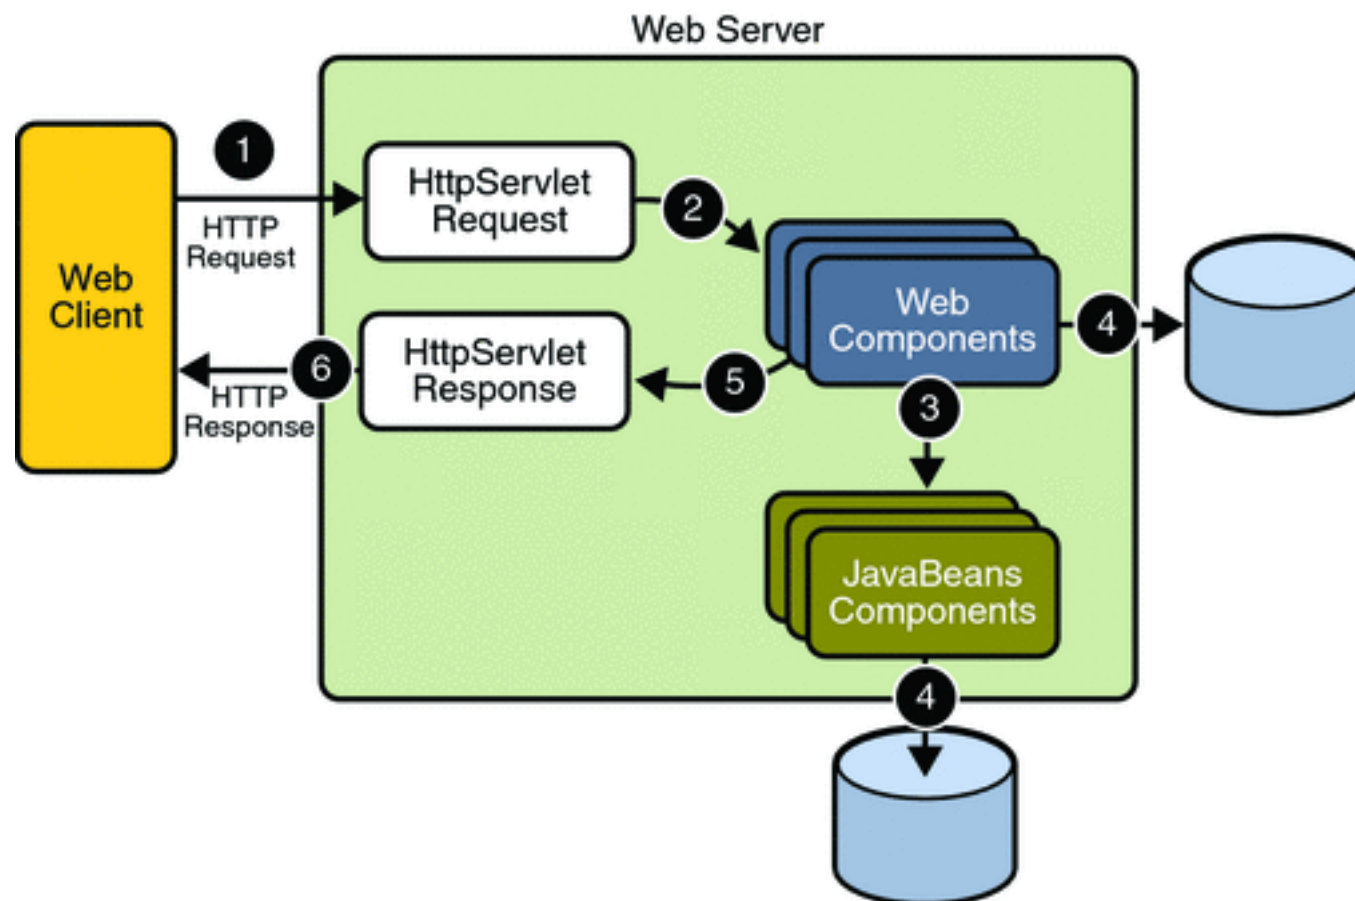 Web Server
1
HTTP
Request
Web
Client
HttpServlet
Request
2
Web
Components
4
3
HttpServlet
Response
5
6
HTTP
Response
JavaBeans
Components
4